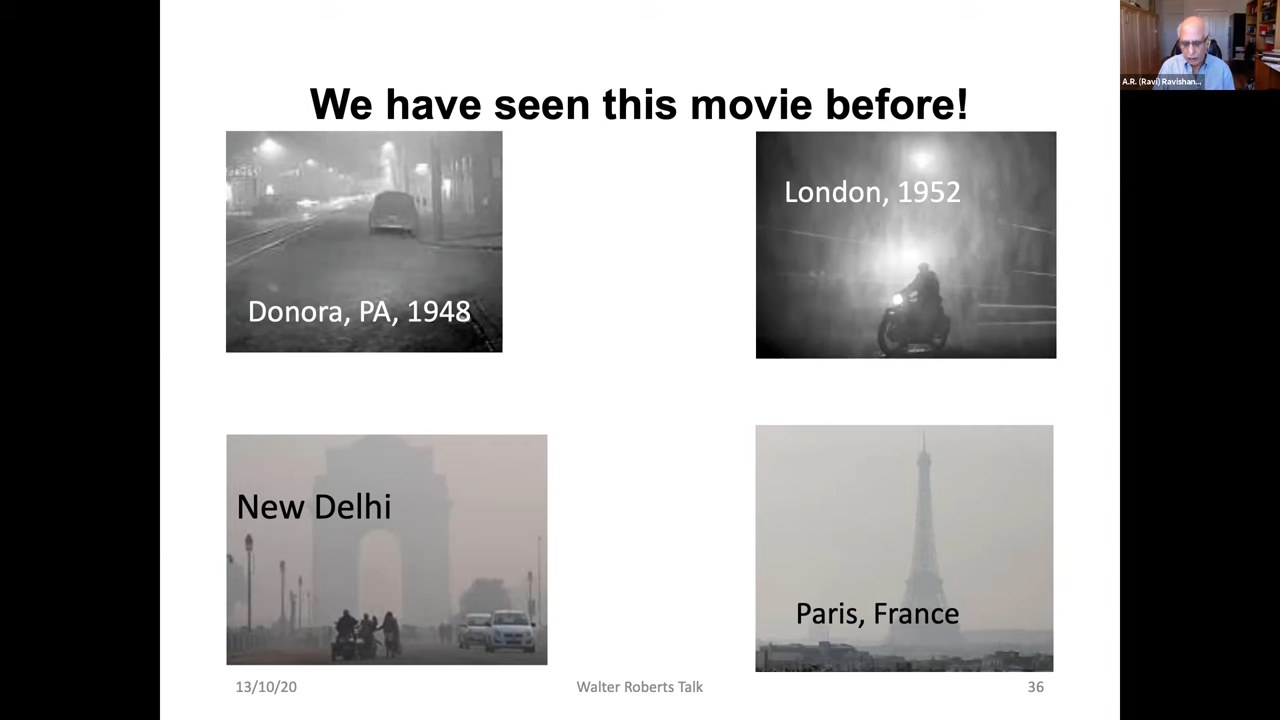 We have seen this movie before!
Donora, PA, 1948
London, 1952
New Delhi
Paris, France
13/10/20
Walter Roberts Talk
36
A.R. (Ravi) Ravishan...